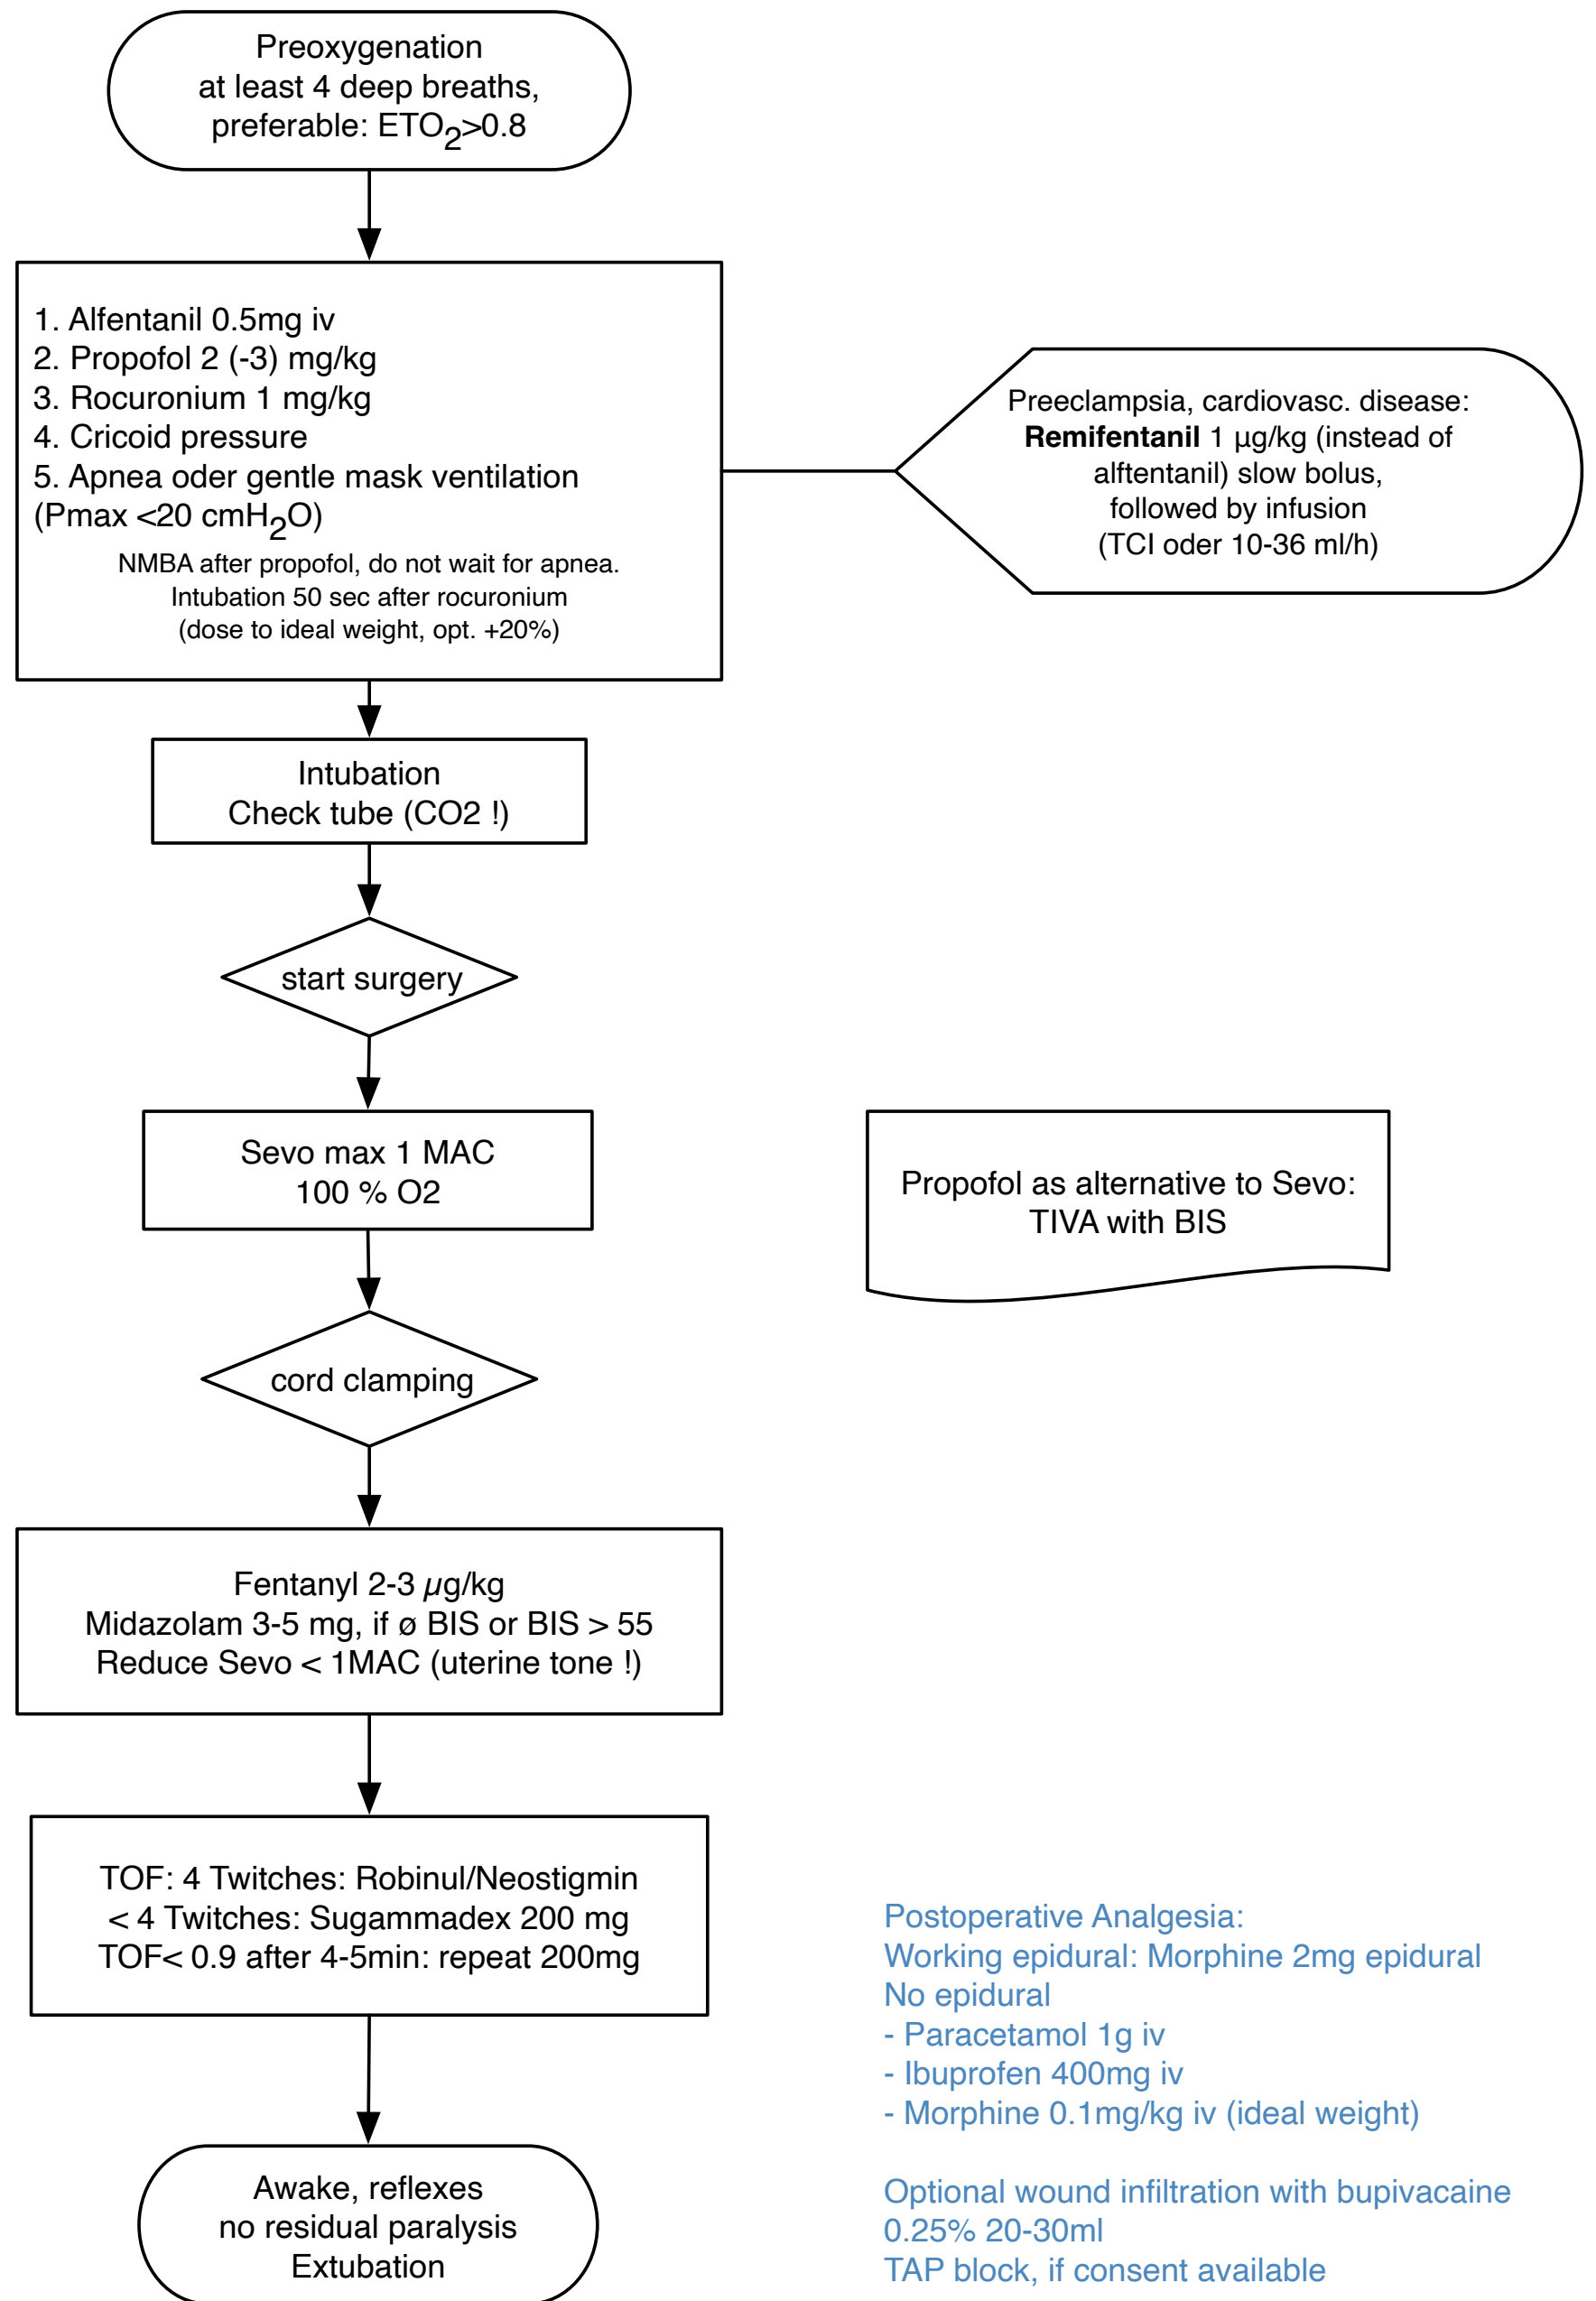 Preoxygenation
at least 4 deep breaths,
preferable: ETO₂>0.8
1. Alfentanil 0.5mg iv
2. Propofol 2 (-3) mg/kg
3. Rocuronium 1 mg/kg
4. Cricoid pressure
5. Apnea oder gentle mask ventilation
(Pmax <20 cmH₂O)
NMBA after propofol, do not wait for apnea.
Intubation 50 sec after rocuronium
(dose to ideal weight, opt. +20%)
Preeclampsia, cardiovasc. disease:
Remifentanil 1 µg/kg (instead of
alftentanil) slow bolus,
followed by infusion
(TCI oder 10-36 ml/h)
Intubation
Check tube (CO2 !)
start surgery
Sevo max 1 MAC
100 % O2
Propofol as alternative to Sevo:
TIVA with BIS
cord clamping
Fentanyl 2-3 µg/kg
Midazolam 3-5 mg, if ø BIS or BIS > 55
Reduce Sevo < 1MAC (uterine tone !)
TOF: 4 Twitches: Robinul/Neostigmin
< 4 Twitches: Sugammadex 200 mg
TOF< 0.9 after 4-5min: repeat 200mg
Postoperative Analgesia:
Working epidural: Morphine 2mg epidural
No epidural
- Paracetamol 1g iv
- Ibuprofen 400mg iv
- Morphine 0.1mg/kg iv (ideal weight)
Optional wound infiltration with bupivacaine
0.25% 20-30ml
TAP block, if consent available
Awake, reflexes
no residual paralysis
Extubation